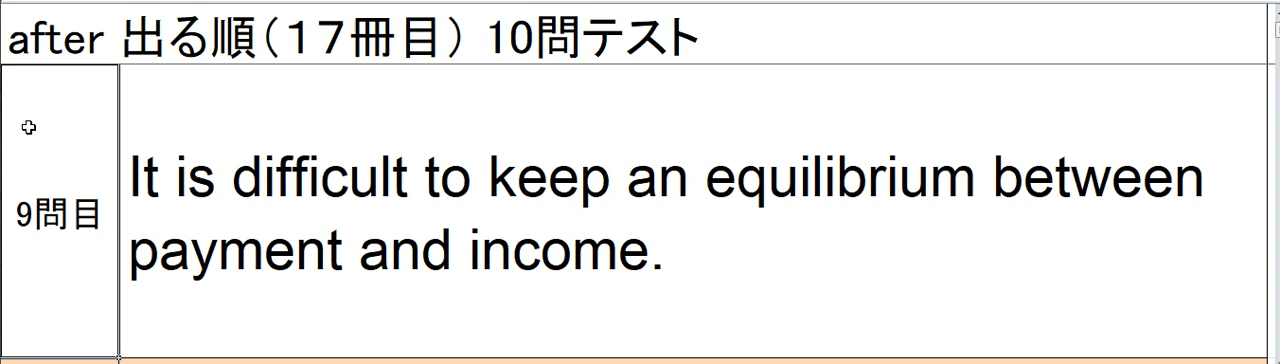 after 出る順(１７冊目) 10問テスト
9問目
It is difficult to keep an equilibrium between
payment and income.